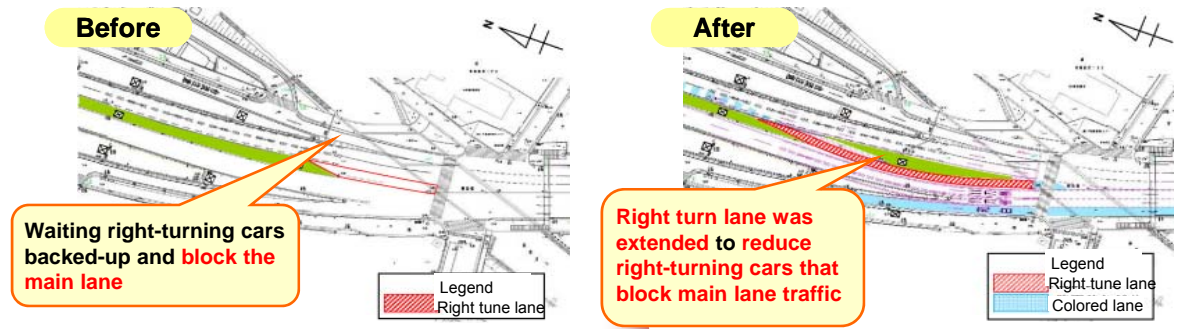 Before
After
N
N
Waiting right-turning cars
backed-up and block the
main lane
Right turn lane was
extended to reduce
right-turning cars that
block main lane traffic
Legend
Right tune lane
Legend
Right tune lane
Colored lane